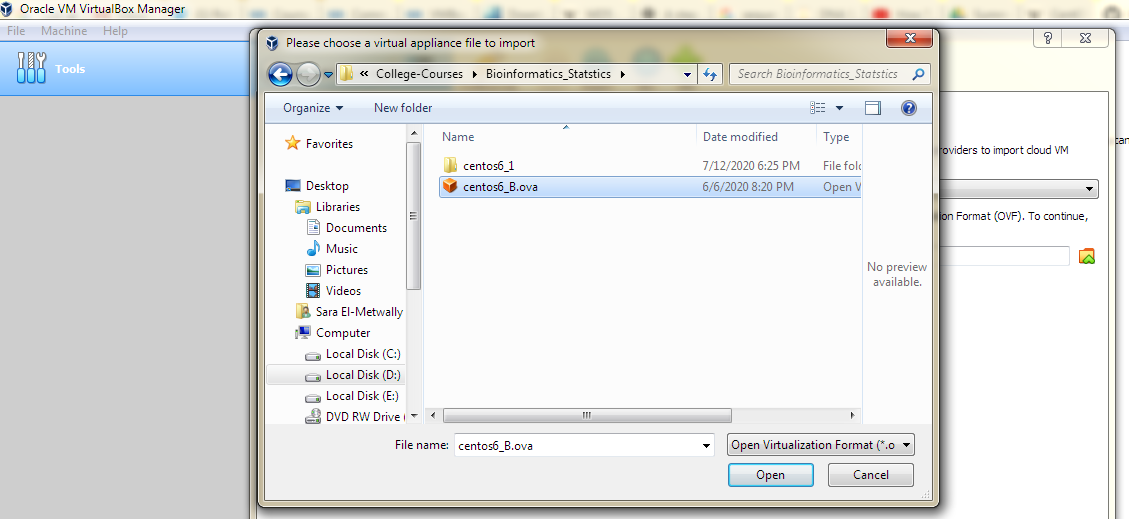 Oracle VM VirtualBox Manager
File Machine Help
Tools
Please choose a virtual appliance file to import
« College-Courses Bioinformatics_Statstics
Search Bioinformatics_Statstics
Organize New folder
Name Date modified Type
Favorites
Desktop
Libraries
Documents
Music
Pictures
Videos
Sara El-Metwally
Computer
Local Disk (C:)
Local Disk (D:)
Local Disk (E:)
DVD RW Drive (
centos6_1 7/12/2020 6:25 PM File fol
centos6_B.ova 6/6/2020 8:20 PM Open V
No preview
available.
roviders to import cloud VM
can
ion Format (OVF). To continue,
File name: centos6_B.ova
Open Virtualization Format (*.o
Open Cancel